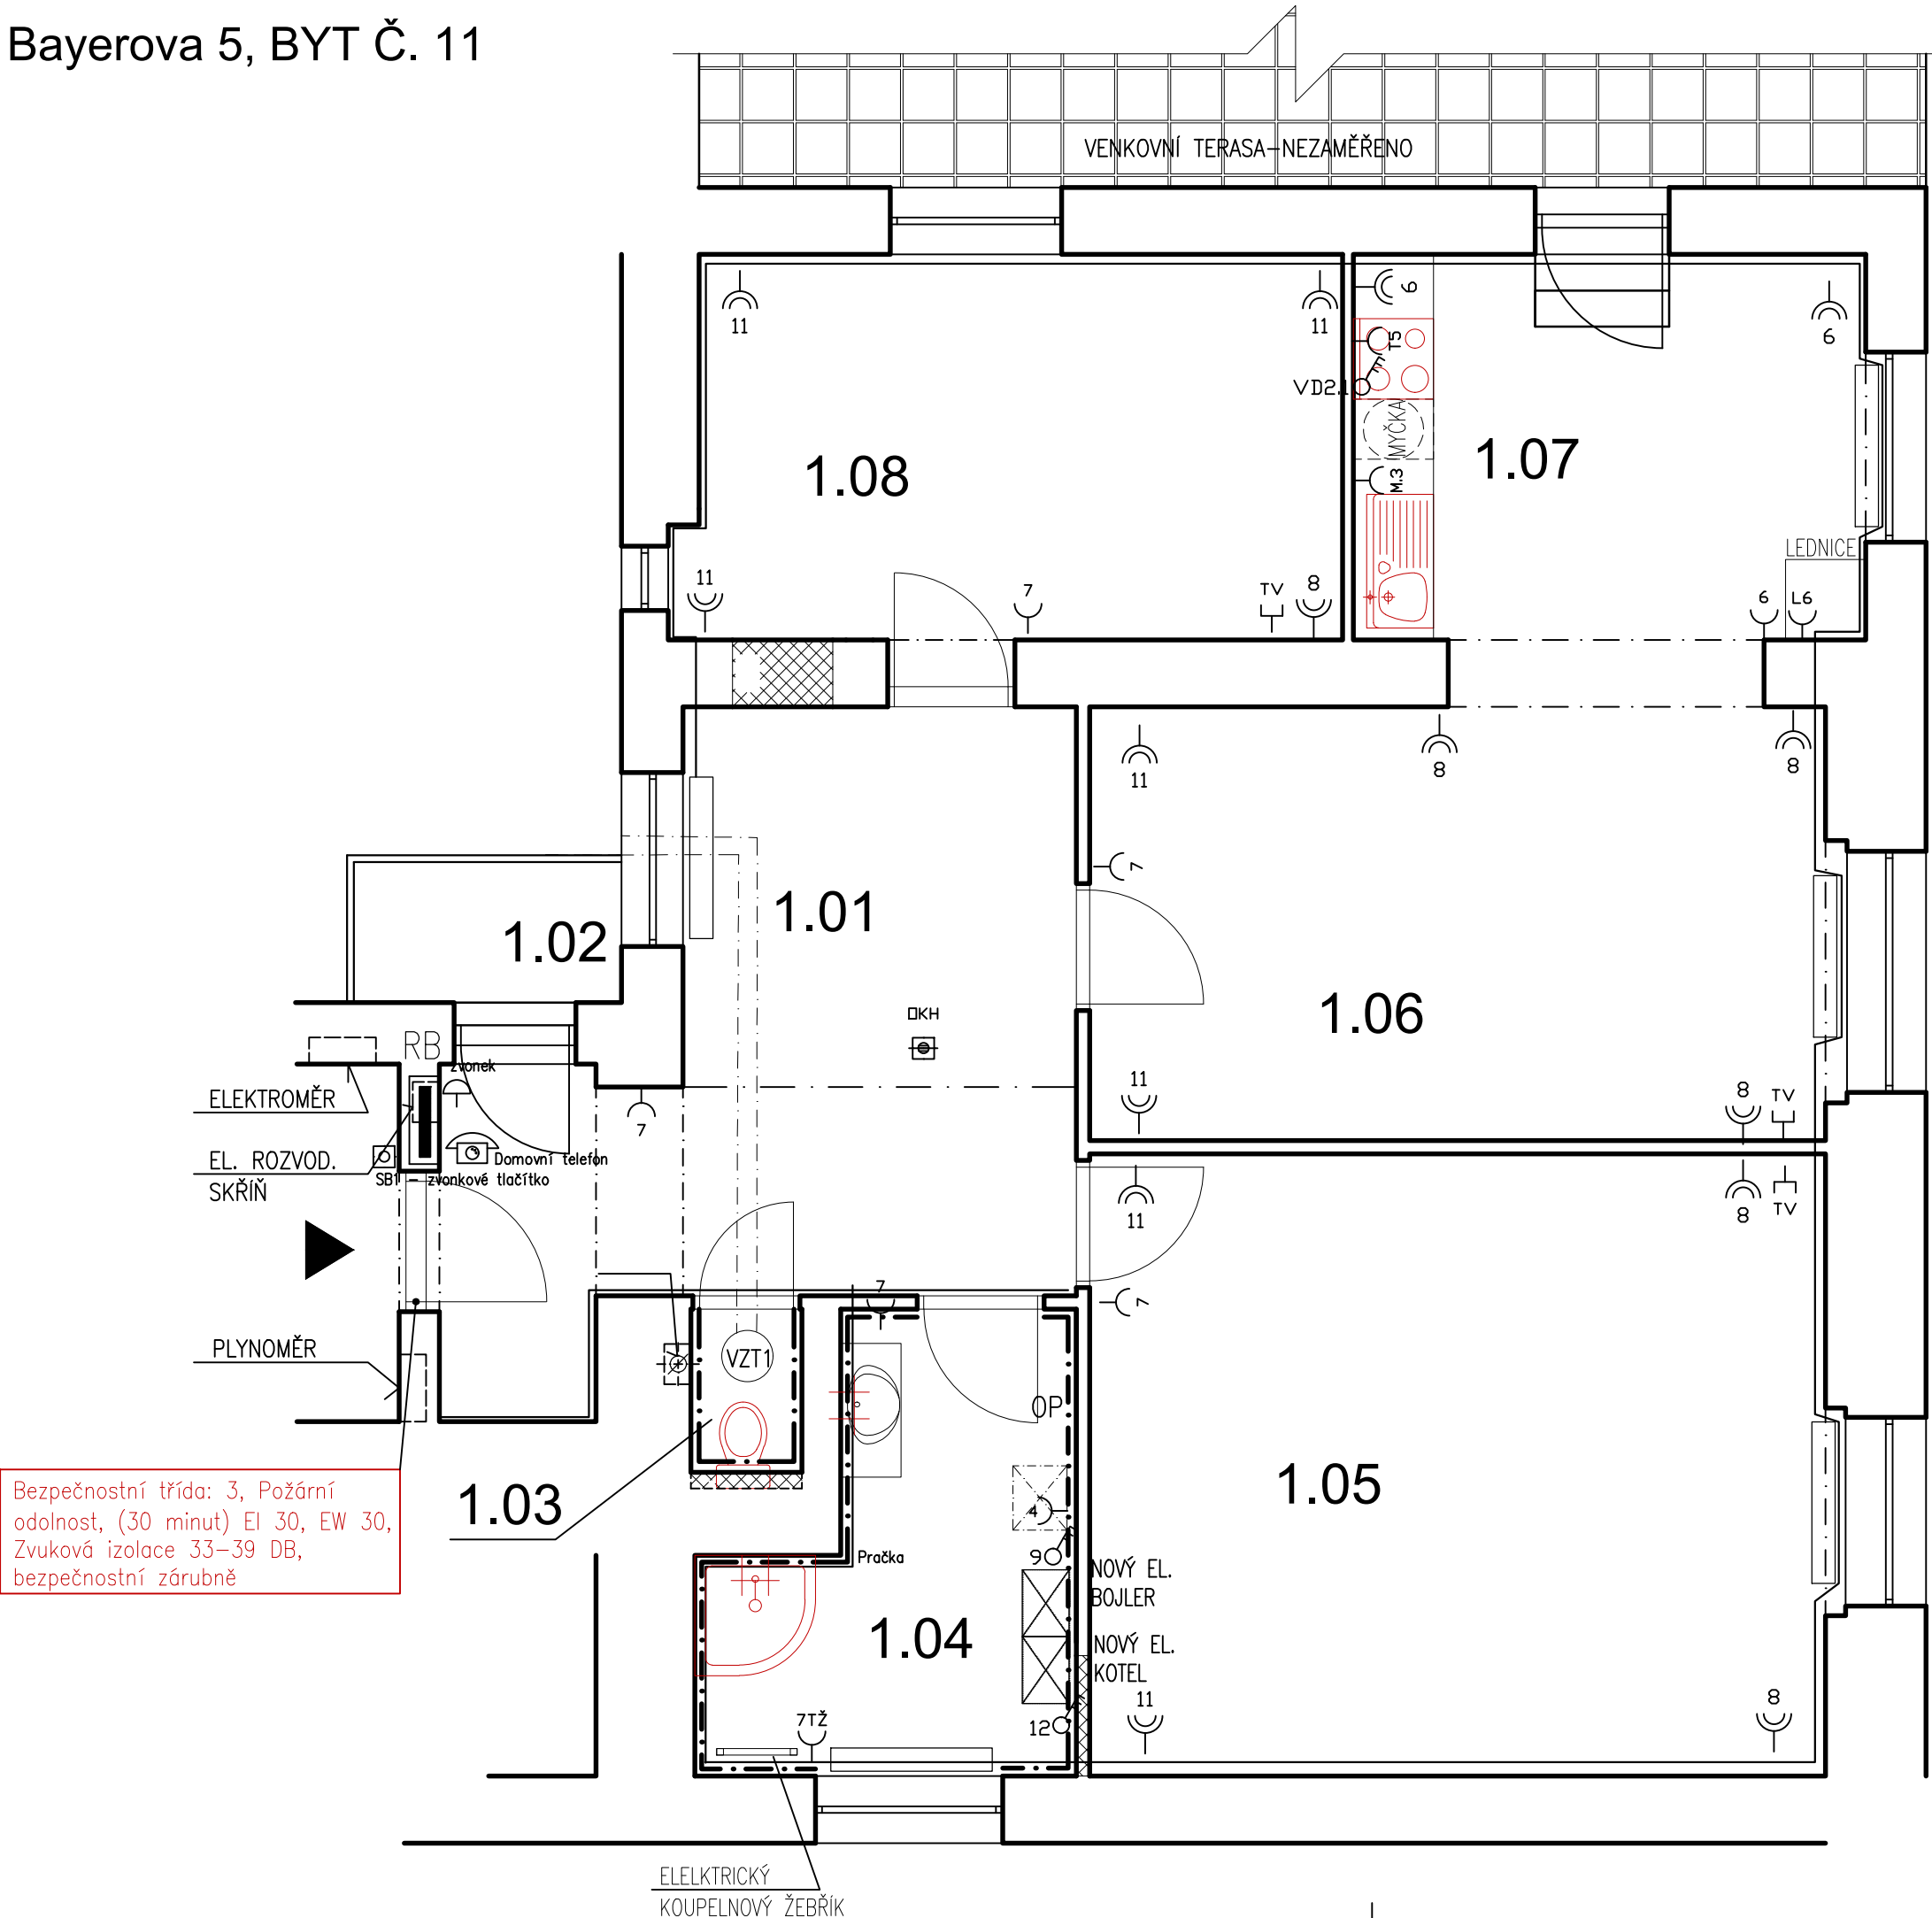 Bayerova 5, BYT Č. 11
VENKOVNÍ TERASA-NEZAMĚŘENO
11
11
6
T5
6
VD2.1
MYČKA
1.08
1.07
M.3
LEDNICE
11
7
TV
8
6
L6
11
8
8
7
1.01
1.02
1.06
OKH
RB
zvonek
ELEKTROMĚR
7
11
8
TV
EL. ROZVOD.
SKŘÍŇ
Domovní telefon
SB1 - zvonkové tlačítko
11
8
TV
7
7
PLYNOMĚR
VZT1
OP
1.03
1.05
Bezpečnostní třída: 3, Požární
odolnost, (30 minut) EI 30, EW 30,
Zvuková izolace 33-39 DB,
bezpečnostní zárubně
4
9
Pračka
NOVÝ EL.
BOJLER
1.04
NOVÝ EL.
KOTEL
7TŽ
12
11
8
ELELKTRICKÝ
KOUPELNOVÝ ŽEBŘÍK